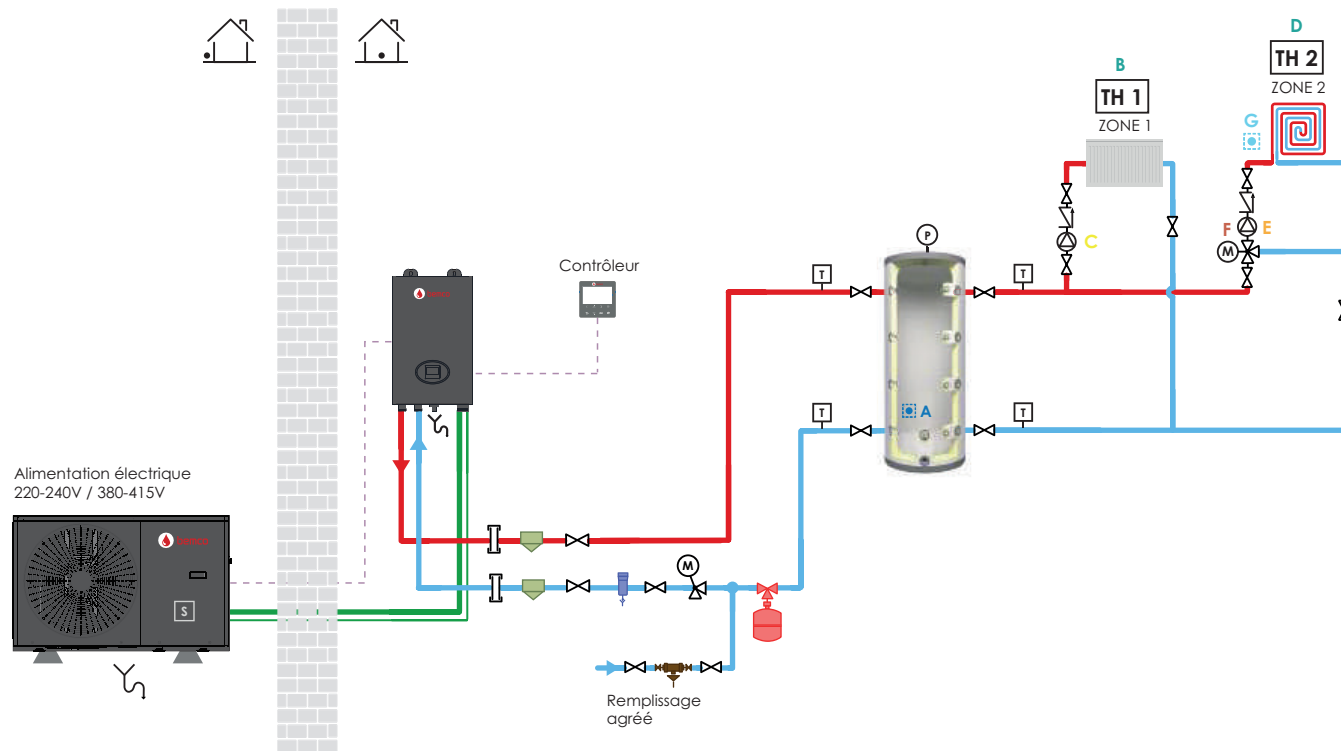 D
TH 2
ZONE 2
B
TH 1
ZONE 1
G
P
C
F
E
M
Contrôleur
T
T
A
T
T
Alimentation électrique
220-240V / 380-415V
S
M
Remplissage
agréé